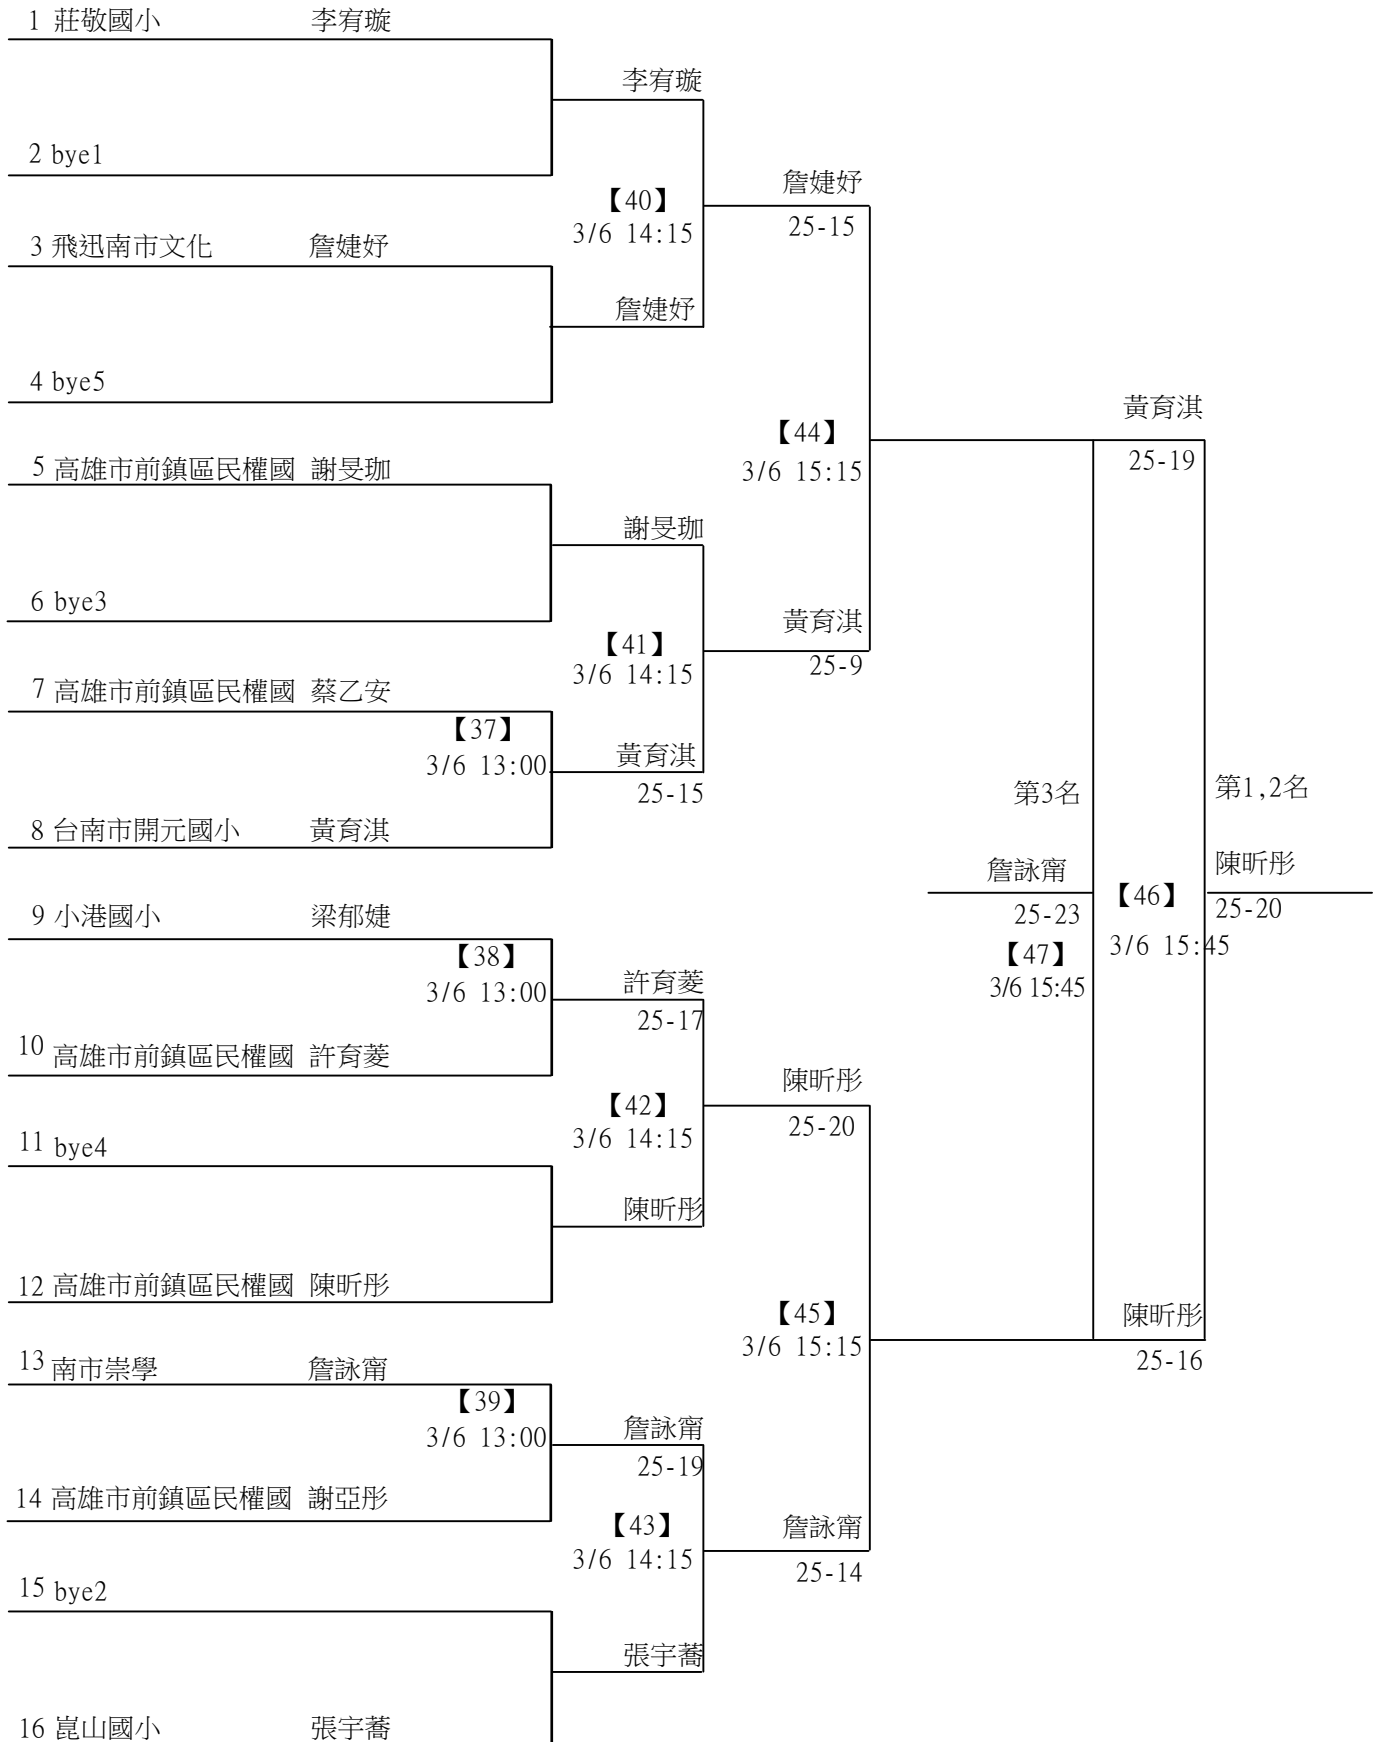 1 莊敬國小 李宥璇
李宥璇
2 bye1
【40】
3/6 14:15
詹婕妤
25-15
3 飛迅南市文化 詹婕妤
詹婕妤
4 bye5
【44】
3/6 15:15
黃育淇
25-19
5 高雄市前鎮區民權國 謝旻珈
謝旻珈
6 bye3
【41】
3/6 14:15
黃育淇
25-9
7 高雄市前鎮區民權國 蔡乙安
【37】
3/6 13:00
黃育淇
25-15
8 台南市開元國小 黃育淇
第3名
第1,2名
詹詠甯
25-23
【47】
3/6 15:45
【46】
3/6 15:45
陳昕彤
25-20
9 小港國小 梁郁婕
【38】
3/6 13:00
許育菱
25-17
10 高雄市前鎮區民權國 許育菱
【42】
3/6 14:15
陳昕彤
25-20
11 bye4
陳昕彤
12 高雄市前鎮區民權國 陳昕彤
【45】
3/6 15:15
陳昕彤
25-16
13 南市崇學 詹詠甯
【39】
3/6 13:00
詹詠甯
25-19
14 高雄市前鎮區民權國 謝亞彤
【43】
3/6 14:15
詹詠甯
25-14
15 bye2
張宇蕎
16 崑山國小 張宇蕎